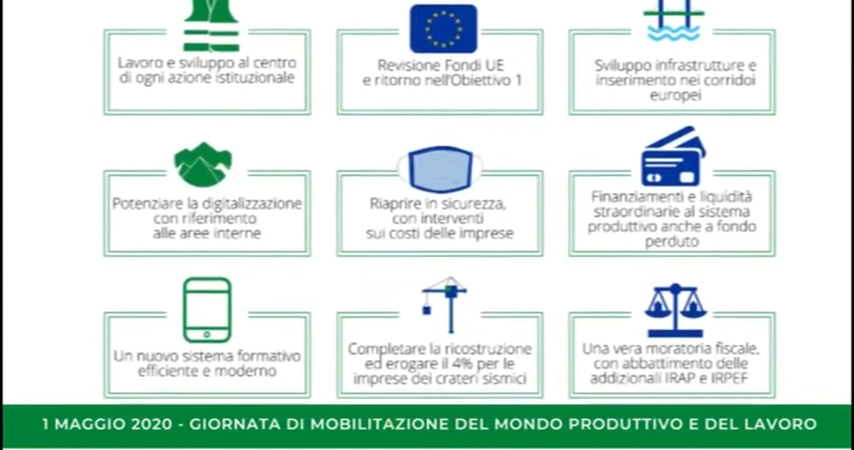 Lavoro e sviluppo al centro
di ogni azione istituzionale
Revisione Fondi UE
e ritorno nell'Obiettivo 1
Sviluppo infrastrutture e
inserimento nei corridoi
europei
Potenziare la digitalizzazione
con riferimento
alle aree interne
Riaprire in sicurezza,
con interventi
sui costi delle imprese
Finanziamenti e liquidità
straordinarie al sistema
produttivo anche a fondo
perduto
Un nuovo sistema formativo
efficiente e moderno
Completare la ricostruzione
ed erogare il 4% per le
imprese dei crateri sismici
Una vera moratoria fiscale,
con abbattimento delle
addizionali IRAP e IRPEF
1 MAGGIO 2020 - GIORNATA DI MOBILITAZIONE DEL MONDO PRODUTTIVO E DEL LAVORO